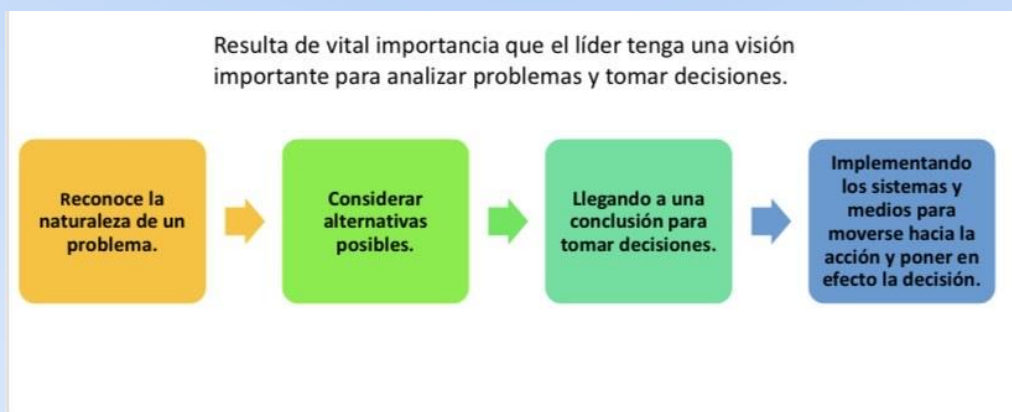 Resulta de vital importancia que el líder tenga una visión
importante para analizar problemas y tomar decisiones.
Reconoce la
naturaleza de un
problema.
Considerar
alternativas
posibles.
Llegando a una
conclusión para
tomar decisiones.
Implementando
los sistemas y
medios para
moverse hacia la
acción y poner en
efecto la decisión.